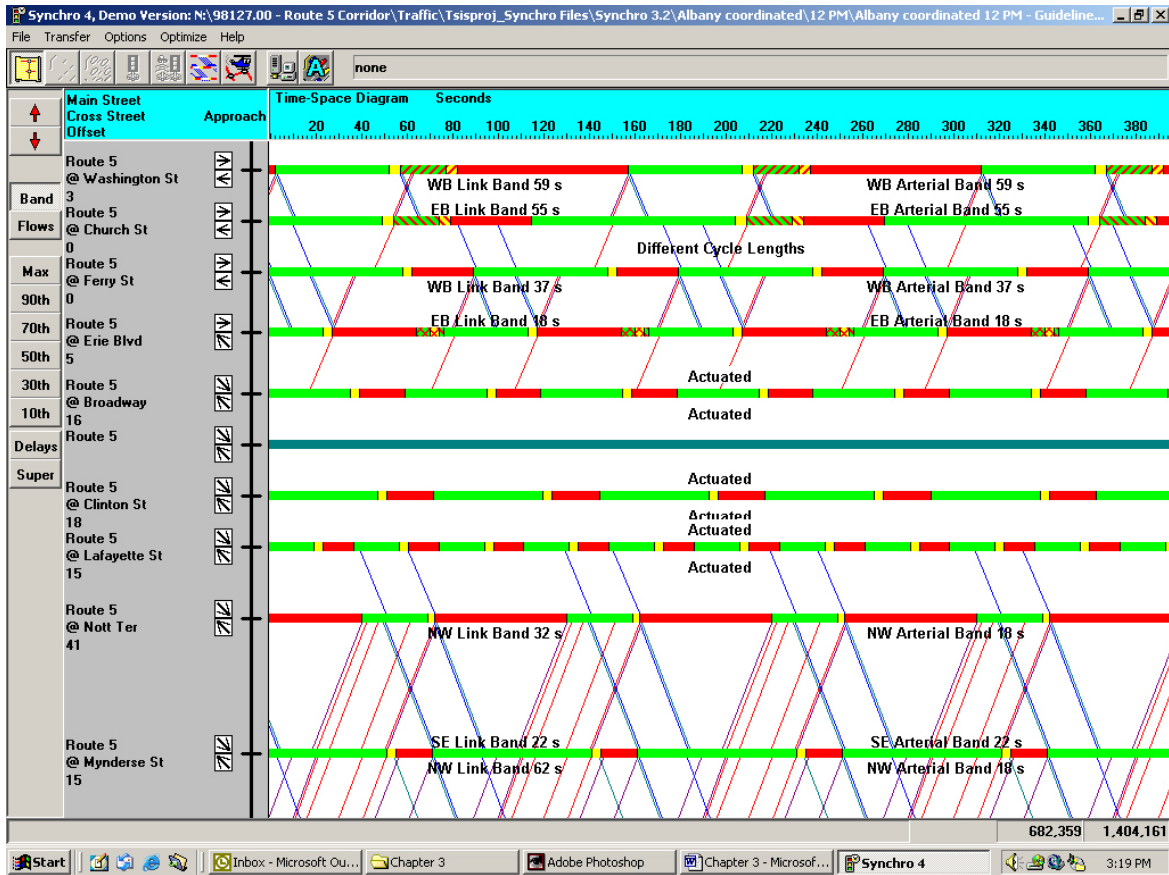 Synchro 4, Demo Version: N:\98127.00 - Route 5 Corridor\Traffic\Tsisproj_Synchro Files\Synchro 3.2\Albany coordinated\12 PM\Albany coordinated 12 PM - Guideline...
File Transfer Options Optimize Help
none
Main Street
Cross Street Approach
Offset
Time-Space Diagram Seconds
20 40 60 80 100 120 140 160 180 200 220 240 260 280 300 320 340 360 380
Band
Flows
Max
90th
70th
50th
30th
10th
Delays
Super
Route 5
@ Washington St
3
WB Link Band 59 s WB Arterial Band 59 s
EB Link Band 55 s EB Arterial Band 55 s
Route 5
@ Church St
0
Different Cycle Lengths
Route 5
@ Ferry St
0
WB Link Band 37 s WB Arterial Band 37 s
EB Link Band 18 s EB Arterial Band 18 s
Route 5
@ Erie Blvd
5
Actuated
Route 5
@ Broadway
16
Actuated
Route 5
Actuated
Route 5
@ Clinton St
18
Actuated
Actuated
Route 5
@ Lafayette St
15
Actuated
Route 5
@ Nott Ter
41
NW Link Band 32 s NW Arterial Band 18 s
SE Link Band 22 s SE Arterial Band 22 s
Route 5
@ Mynderse St
15
NW Link Band 62 s NW Arterial Band 18 s
682,359 1,404,161
Start Inbox - Microsoft Ou... Chapter 3 Adobe Photoshop Chapter 3 - Microsof... Synchro 4 3:19 PM